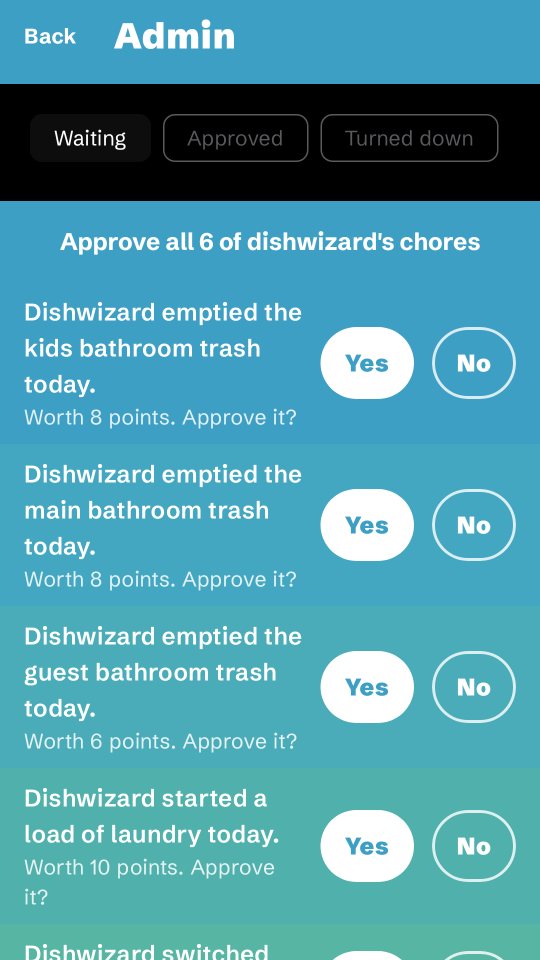 Back Admin
Waiting Approved Turned down
Approve all 6 of dishwizard's chores
Dishwizard emptied the
kids bathroom trash
today.
Worth 8 points. Approve it?
Yes No
Dishwizard emptied the
main bathroom trash
today.
Worth 8 points. Approve it?
Yes No
Dishwizard emptied the
guest bathroom trash
today.
Worth 6 points. Approve it?
Yes No
Dishwizard started a
load of laundry today.
Worth 10 points. Approve
it?
Yes No
Dishwizard switched